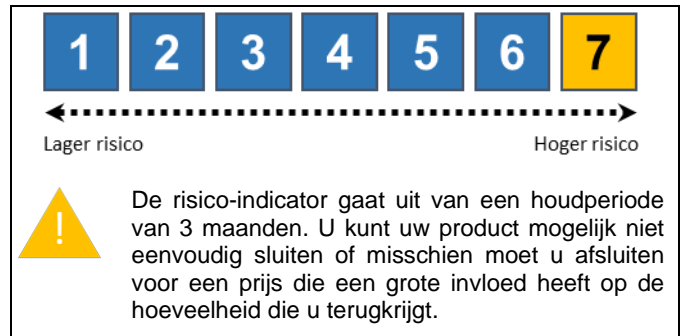 1 2 3 4 5 6 7
Lager risico Hoger risico
! De risico-indicator gaat uit van een houdperiode
van 3 maanden. U kunt uw product mogelijk niet
eenvoudig sluiten of misschien moet u afsluiten
voor een prijs die een grote invloed heeft op de
hoeveelheid die u terugkrijgt.